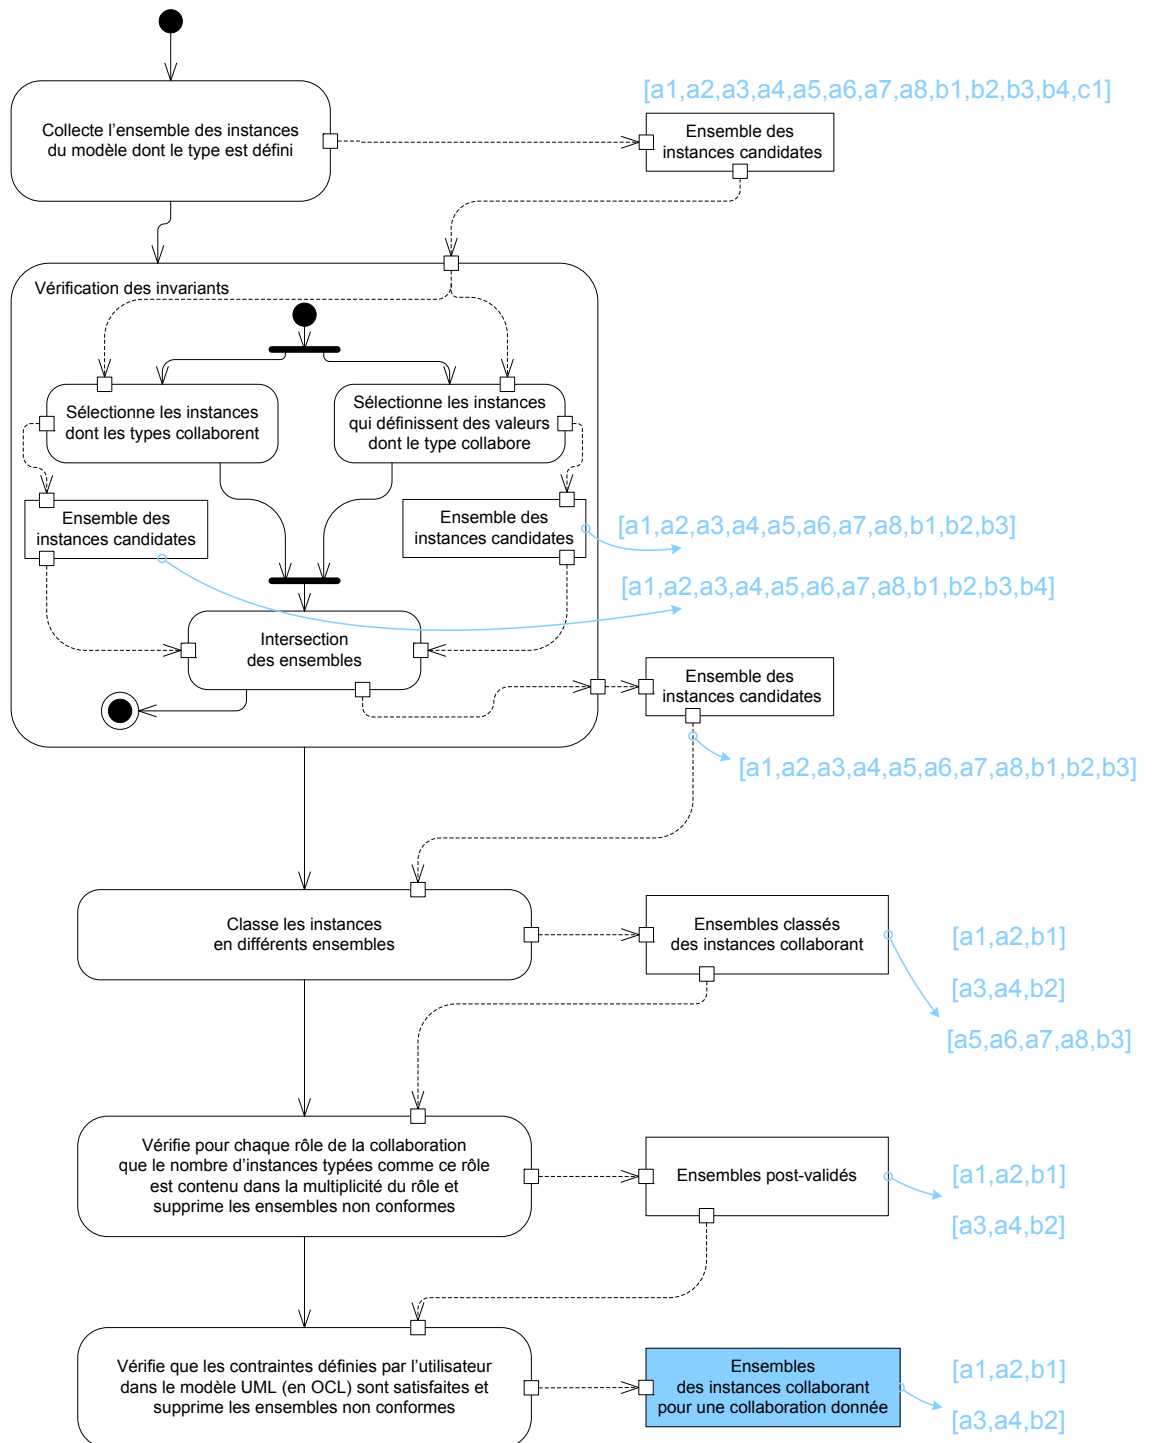 [a1,a2,a3,a4,a5,a6,a7,a8,b1,b2,b3,b4,c1]
Collecte l'ensemble des instances
du modèle dont le type est défini
Ensemble des
instances candidates
Vérification des invariants
Sélectionne les instances
dont les types collaborent
Sélectionne les instances
qui définissent des valeurs
dont le type collabore
Ensemble des
instances candidates
Ensemble des
instances candidates
[a1,a2,a3,a4,a5,a6,a7,a8,b1,b2,b3]
[a1,a2,a3,a4,a5,a6,a7,a8,b1,b2,b3,b4]
Intersection
des ensembles
Ensemble des
instances candidates
[a1,a2,a3,a4,a5,a6,a7,a8,b1,b2,b3]
Classe les instances
en différents ensembles
Ensembles classés
des instances collaborant
[a1,a2,b1]
[a3,a4,b2]
[a5,a6,a7,a8,b3]
Vérifie pour chaque rôle de la collaboration
que le nombre d'instances typées comme ce rôle
est contenu dans la multiplicité du rôle et
supprime les ensembles non conformes
Ensembles post-validés
[a1,a2,b1]
[a3,a4,b2]
Vérifie que les contraintes définies par l'utilisateur
dans le modèle UML (en OCL) sont satisfaites et
supprime les ensembles non conformes
Ensembles
des instances collaborant
pour une collaboration donnée
[a1,a2,b1]
[a3,a4,b2]